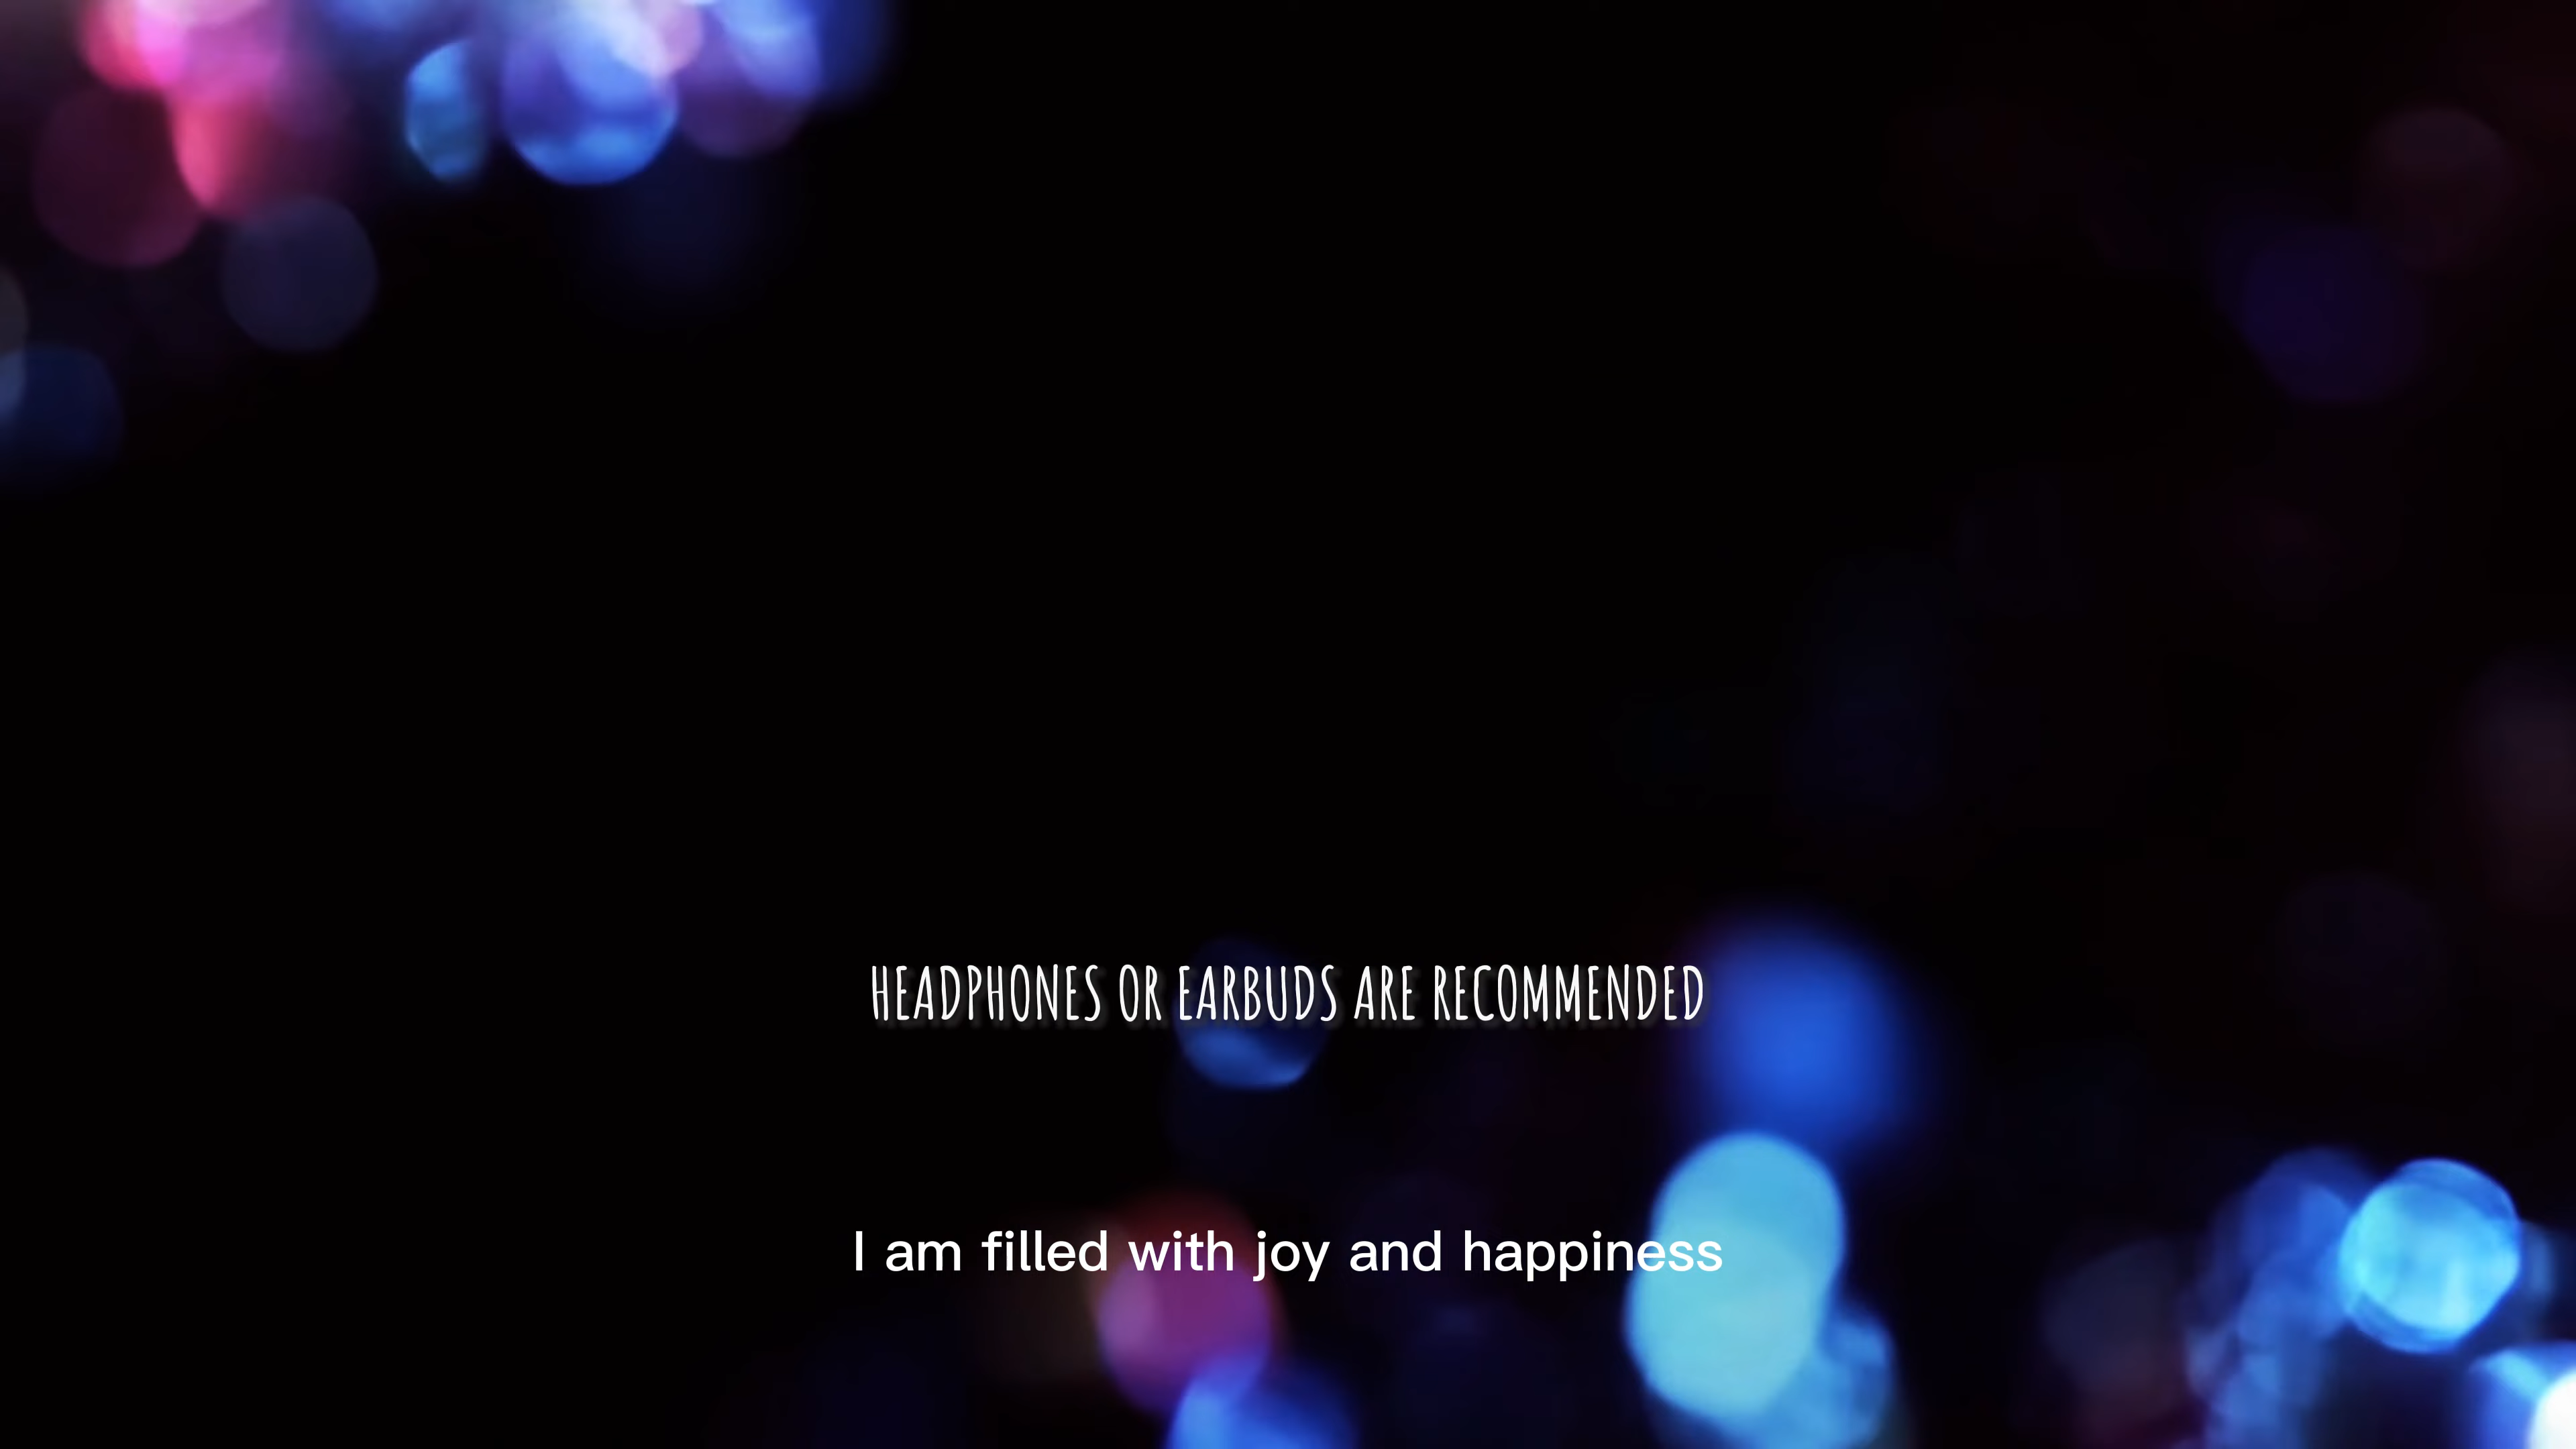 HEADPHONES OR EARBUDS ARE RECOMMENDED
I am filled with joy and happiness